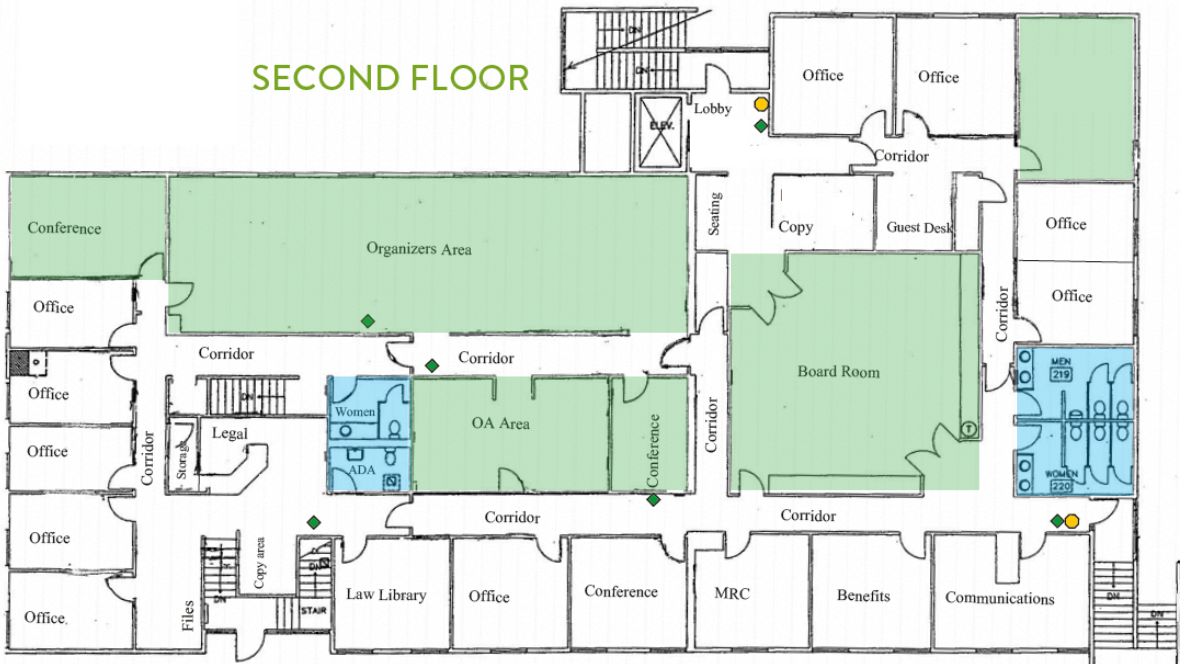 SECOND FLOOR
DN
DN
Office
Office
Lobby
ELEV.
Corridor
Conference
Organizers Area
Seating
Copy
Guest Desk
Office
Office
Office
Corridor
Corridor
Corridor
Board Room
MEN
219
Office
DN
Women
OA Area
Conference
Corridor
Legal
Storage
Corridor
Office
ADA
T
WOMEN
220
Office
Corridor
Corridor
Copy area
DN
DN
STAIR
Files
Office
Law Library
Office
Conference
MRC
Benefits
Communications
DN
DN